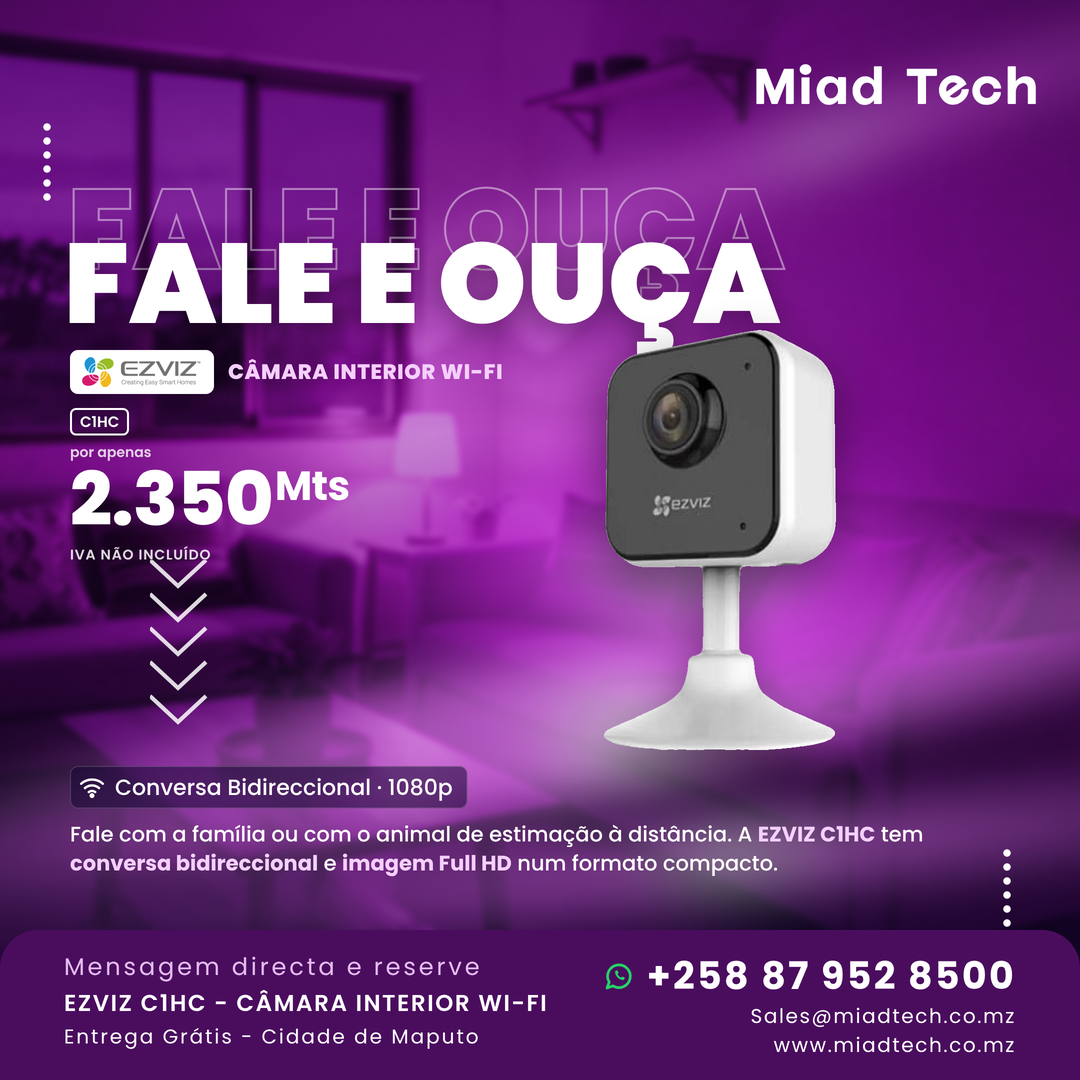 Miad Tech
FALE E OUÇA
FALE E OUÇA
EZVIZ™
Creating Easy Smart Homes
CÂMARA INTERIOR WI-FI
C1HC
por apenas
2.350Mts
IVA NÃO INCLUÍDO
EZVIZ
Conversa Bidireccional · 1080p
Fale com a família ou com o animal de estimação à distância. A EZVIZ C1HC tem
conversa bidireccional e imagem Full HD num formato compacto.
Mensagem directa e reserve
EZVIZ C1HC – CÂMARA INTERIOR WI-FI
Entrega Grátis – Cidade de Maputo
+258 87 952 8500
Sales@miadtech.co.mz
www.miadtech.co.mz